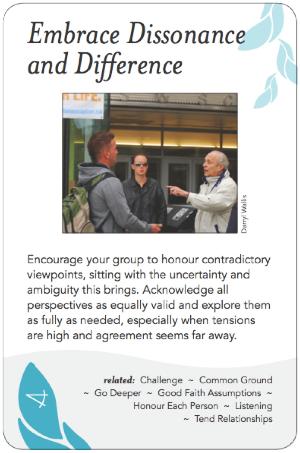 Embrace Dissonance
and Difference
Darryl Wallis
Encourage your group to honour contradictory
viewpoints, sitting with the uncertainty and
ambiguity this brings. Acknowledge all
perspectives as equally valid and explore them
as fully as needed, especially when tensions
are high and agreement seems far away.
related: Challenge ~ Common Ground
~ Go Deeper ~ Good Faith Assumptions ~
Honour Each Person ~ Listening
~ Tend Relationships
4